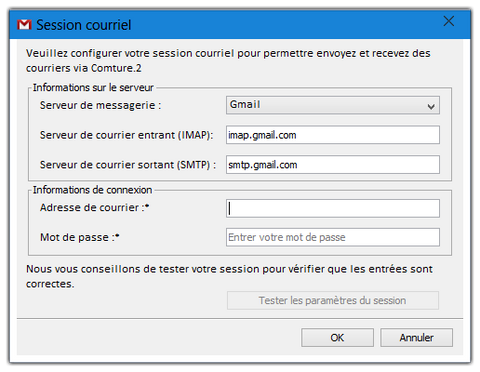 Session courriel
Veuillez configurer votre session courriel pour permettre envoyez et recevez des
courriers via Comture.2
Informations sur le serveur
Serveur de messagerie :
Gmail
Serveur de courrier entrant (IMAP):
imap.gmail.com
Serveur de courrier sortant (SMTP) :
smtp.gmail.com
Informations de connexion
Adresse de courrier :*
Mot de passe :*
Entrer votre mot de passe
Nous vous conseillons de tester votre session pour vérifier que les entrées sont
correctes.
Tester les paramètres du session
OK
Annuler